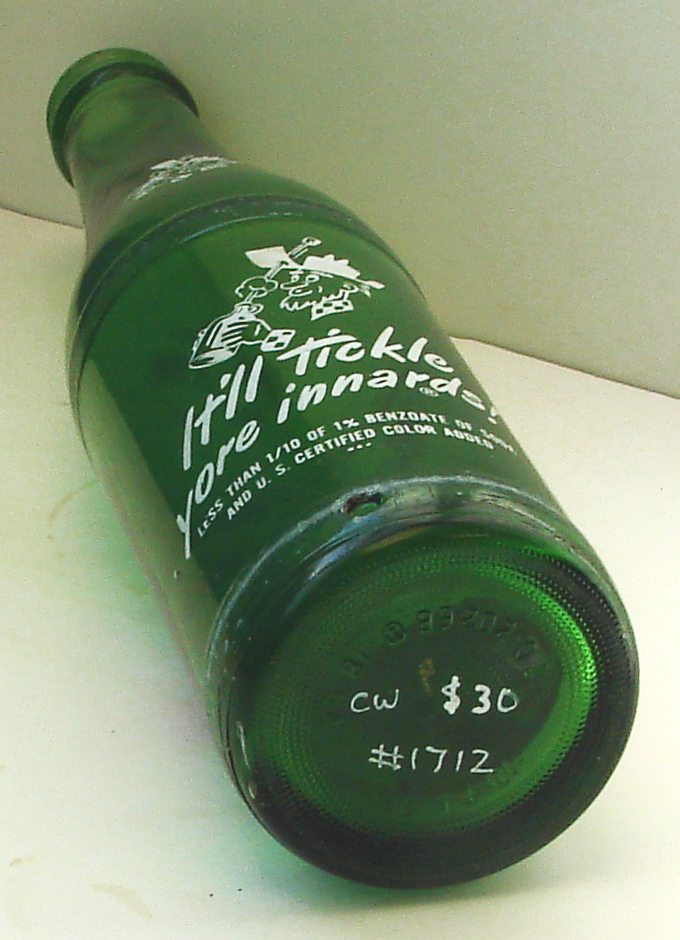 It'll tickle
yore innards!
®
LESS THAN 1/10 OF 1% BENZOATE OF SODA
AND U.S. CERTIFIED COLOR ADDED
CW $30
#1712